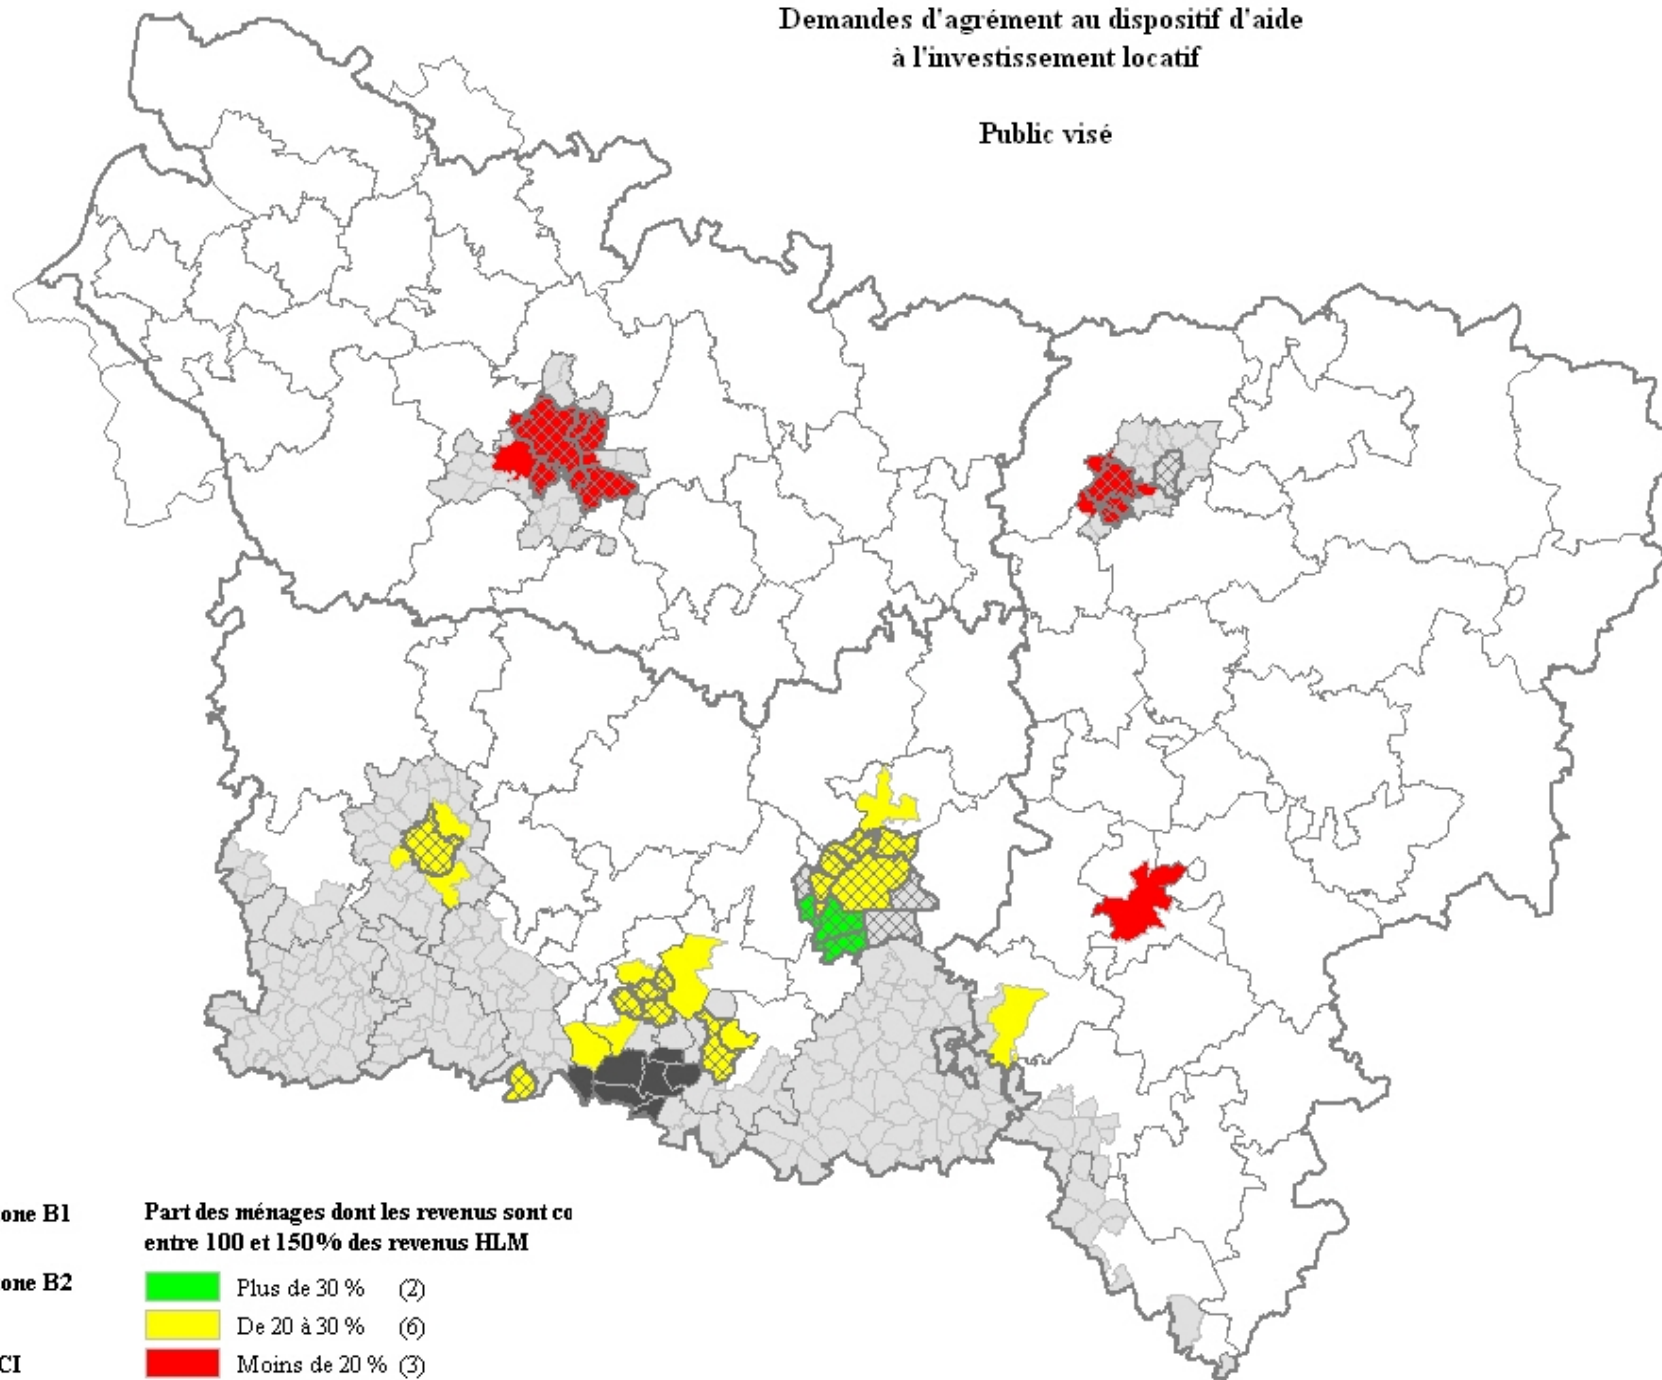 Demandes d'agrément au dispositif d'aide
à l'investissement locatif
Public visé
one B1
Part des ménages dont les revenus sont co
entre 100 et 150% des revenus HLM
one B2
Plus de 30 % (2)
De 20 à 30 % (6)
CI
Moins de 20 % (3)